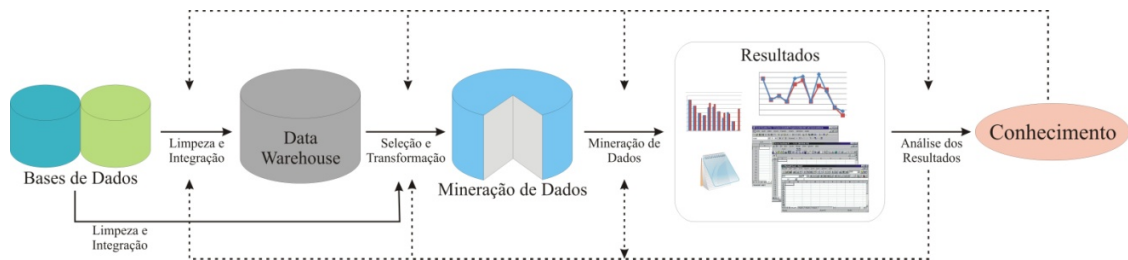 Resultados
Bases de Dados
Limpeza e
Integração
Data
Warehouse
Seleção e
Transformação
Mineração de Dados
Mineração de
Dados
Análise dos
Resultados
Conhecimento
Limpeza e
Integração